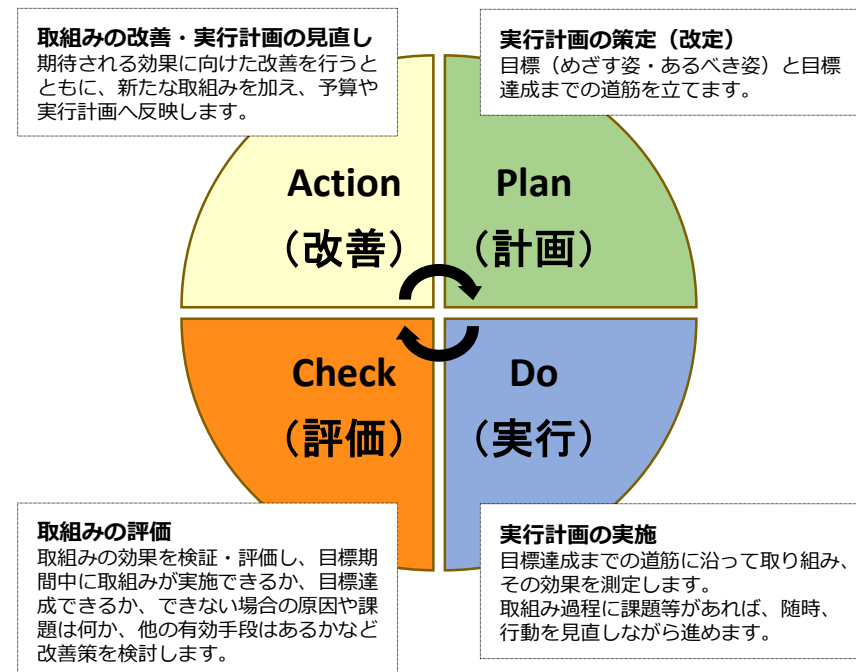 取組みの改善・実行計画の見直し
期待される効果に向けた改善を行うと
ともに、新たな取組みを加え、予算や
実行計画へ反映します。
実行計画の策定（改定）
目標（めざす姿・あるべき姿）と目標
達成までの道筋を立てます。
Action
（改善）
Plan
（計画）
Check
（評価）
Do
（実行）
取組みの評価
取組みの効果を検証・評価し、目標期
間中に取組みが実施できるか、目標達
成できるか、できない場合の原因や課
題は何か、他の有効手段はあるかなど
改善策を検討します。
実行計画の実施
目標達成までの道筋に沿って取り組み、
その効果を測定します。
取組み過程に課題等があれば、随時、
行動を見直しながら進めます。